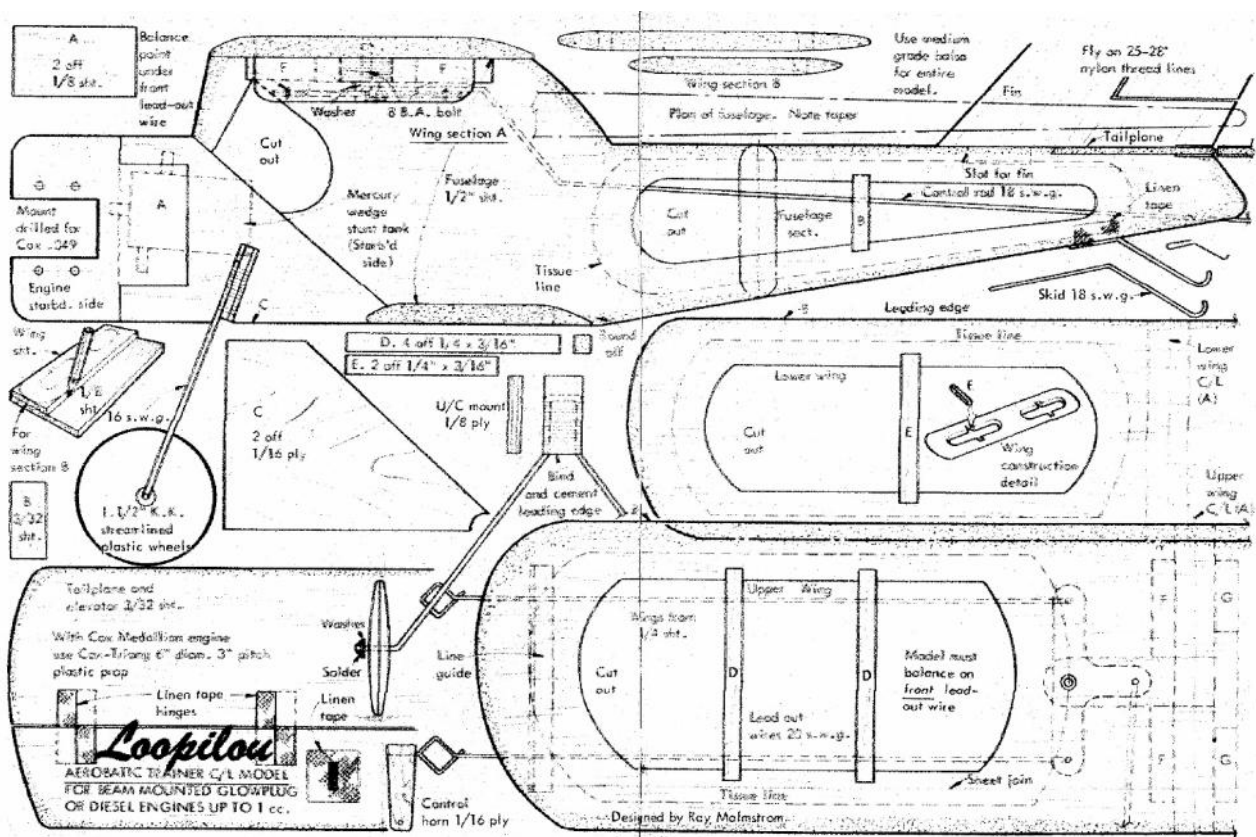 A
2 off
1/8 sht.
Balance
point
under
front
lead-out
wire
F
F
Washer
8 B.A. bolt
Wing section A
Wing section B
Use medium
grade balsa
for entire
model.
Fin
Fly on 25-28"
nylon thread lines
Plan of fuselage. Note taper
Tailplane
Cut
out
Slot for fin
Control rod 18 s.w.g.
Linen
tape
Mount
drilled for
Cox .049
A
Engine
starbd. side
Mercury
wedge
stunt tank
(Starb'd
side)
Fuselage
1/2" sht.
Cut
out
Fuselage
sect.
B
Tissue
line
Skid 18 s.w.g.
C
Leading edge
Wing
sht.
1/8
sht.
16 s.w.g.
For
wing
section B
D. 4 off 1/4 x 3/16"
E. 2 off 1/4" x 3/16"
Round
off
Tissue line
Lower
wing
C/L
(A)
Lower wing
C
2 off
1/16 ply
U/C mount
1/8 ply
Cut
out
E
E
Wing
construction
detail
B
3/32
sht.
1.1/2" K.K.
streamlined
plastic wheels
Bind
and cement
leading edge
Upper
wing
C/L (A)
Tailplane and
elevator 3/32 sht.
With Cox Medallion engine
use Cox-Triang 6" diam. 3" pitch
plastic prop
Washer
Solder
Line
guide
Wings from
1/4 sht.
Upper Wing
F
G
Cut
out
D
D
Model must
balance on
front lead-
out wire
Linen tape
hinges
Linen
tape
Lead out
wires 20 s.w.g.
Loopilou
AEROBATIC TRAINER C/L MODEL
FOR BEAM MOUNTED GLOWPLUG
OR DIESEL ENGINES UP TO 1 cc.
F
G
Sheet join
Tissue line
Control
horn 1/16 ply
Designed by Ray Malmstrom